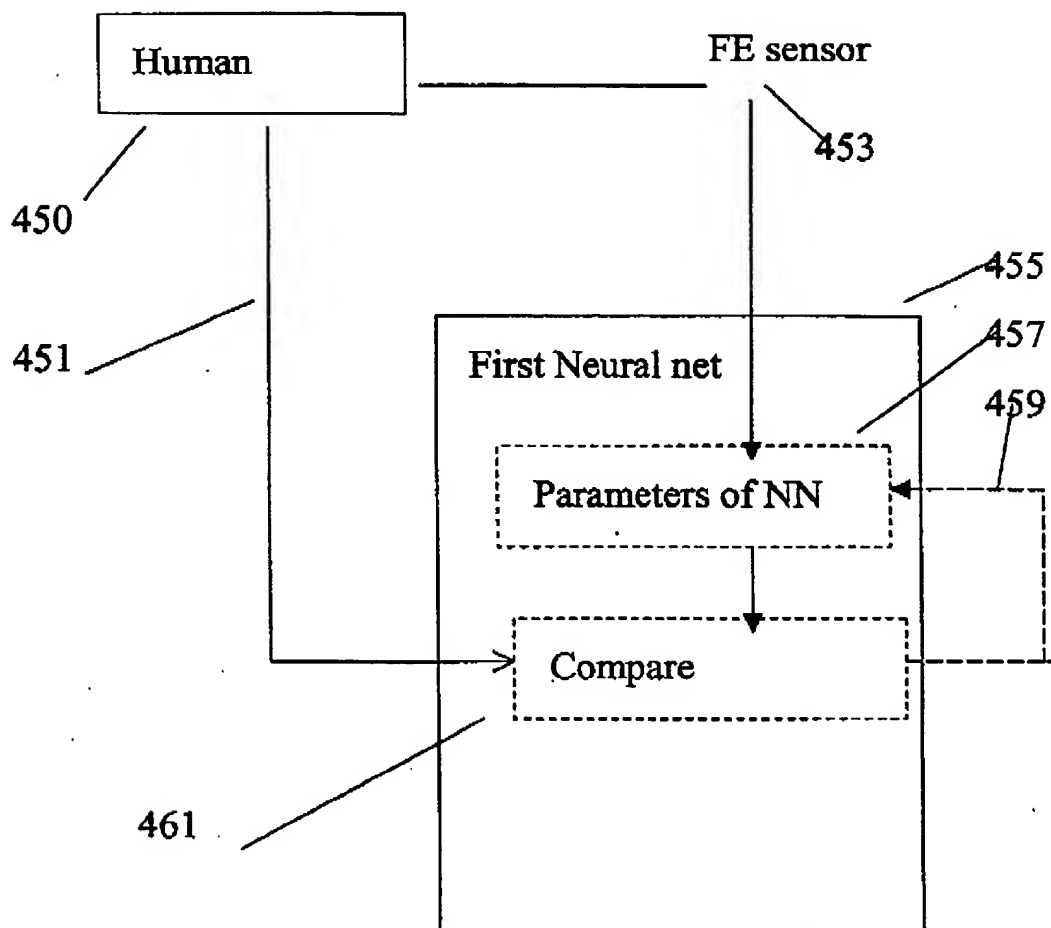 Human
FE sensor
453
450
455
451
457
First Neural net
459
Parameters of NN
Compare
461